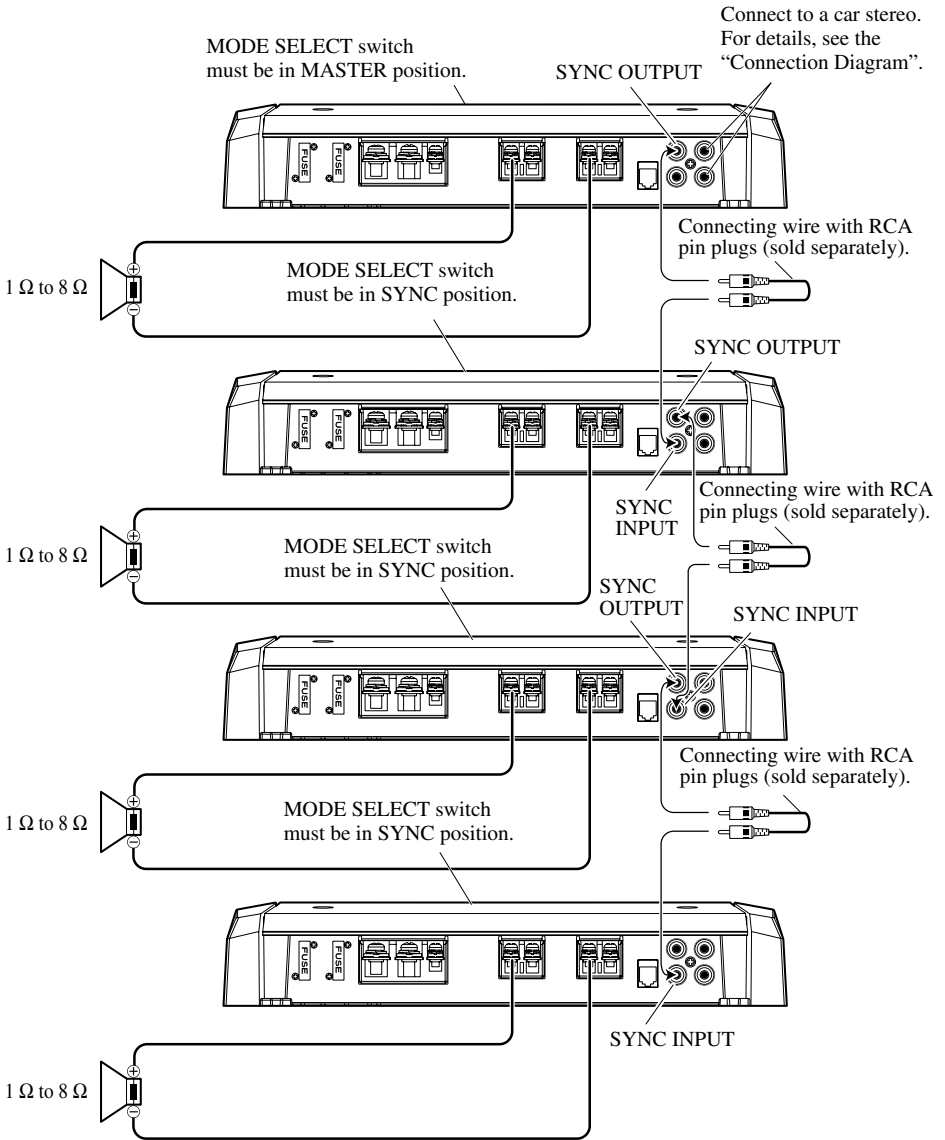 Connect to a car stereo.
For details, see the
“Connection Diagram”.
MODE SELECT switch
must be in MASTER position.
SYNC OUTPUT
FUSE
FUSE
Connecting wire with RCA
pin plugs (sold separately).
⊕
1 Ω to 8 Ω
⊖
MODE SELECT switch
must be in SYNC position.
SYNC OUTPUT
FUSE
FUSE
SYNC
INPUT
Connecting wire with RCA
pin plugs (sold separately).
⊕
1 Ω to 8 Ω
⊖
MODE SELECT switch
must be in SYNC position.
SYNC
OUTPUT
SYNC INPUT
FUSE
FUSE
Connecting wire with RCA
pin plugs (sold separately).
⊕
1 Ω to 8 Ω
⊖
MODE SELECT switch
must be in SYNC position.
FUSE
FUSE
SYNC INPUT
⊕
1 Ω to 8 Ω
⊖